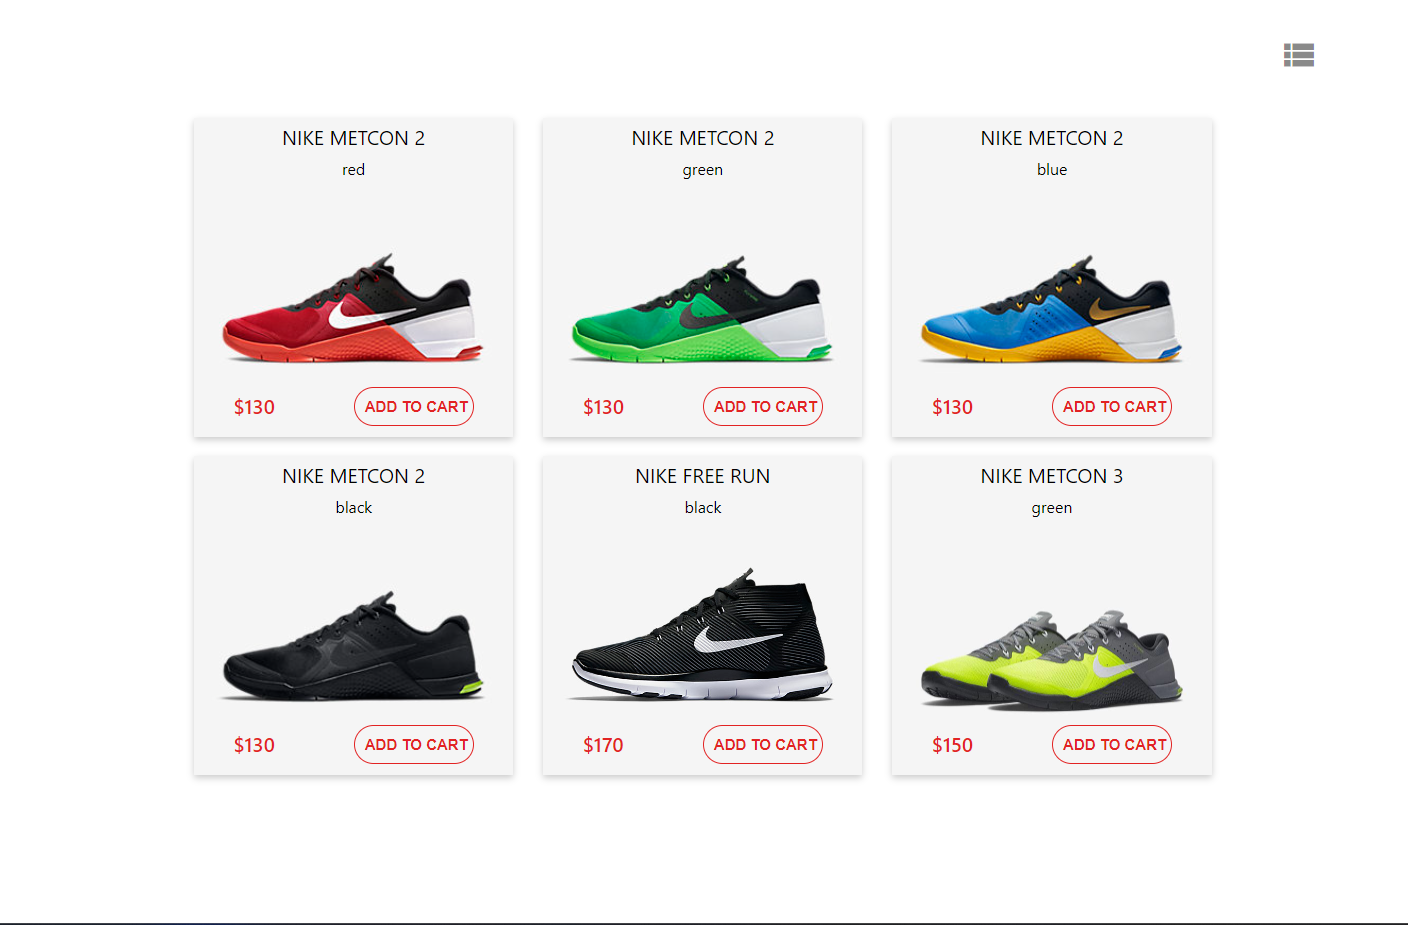 NIKE METCON 2
red
$130
ADD TO CART
NIKE METCON 2
green
$130
ADD TO CART
NIKE METCON 2
blue
$130
ADD TO CART
NIKE METCON 2
black
$130
ADD TO CART
NIKE FREE RUN
black
$170
ADD TO CART
NIKE METCON 3
green
$150
ADD TO CART